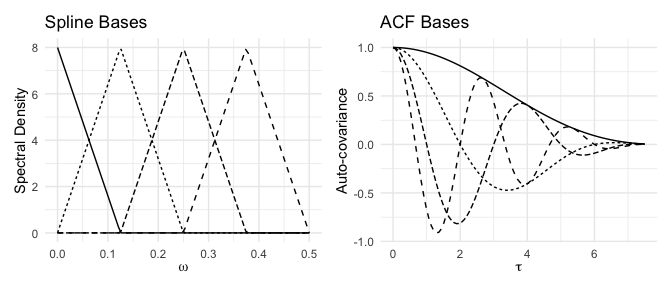 Spline Bases
8
6
4
2
0
Spectral Density
0.0 0.1 0.2 0.3 0.4 0.5
ω
ACF Bases
1.0
0.5
0.0
-0.5
-1.0
Auto-covariance
0 2 4 6
τ